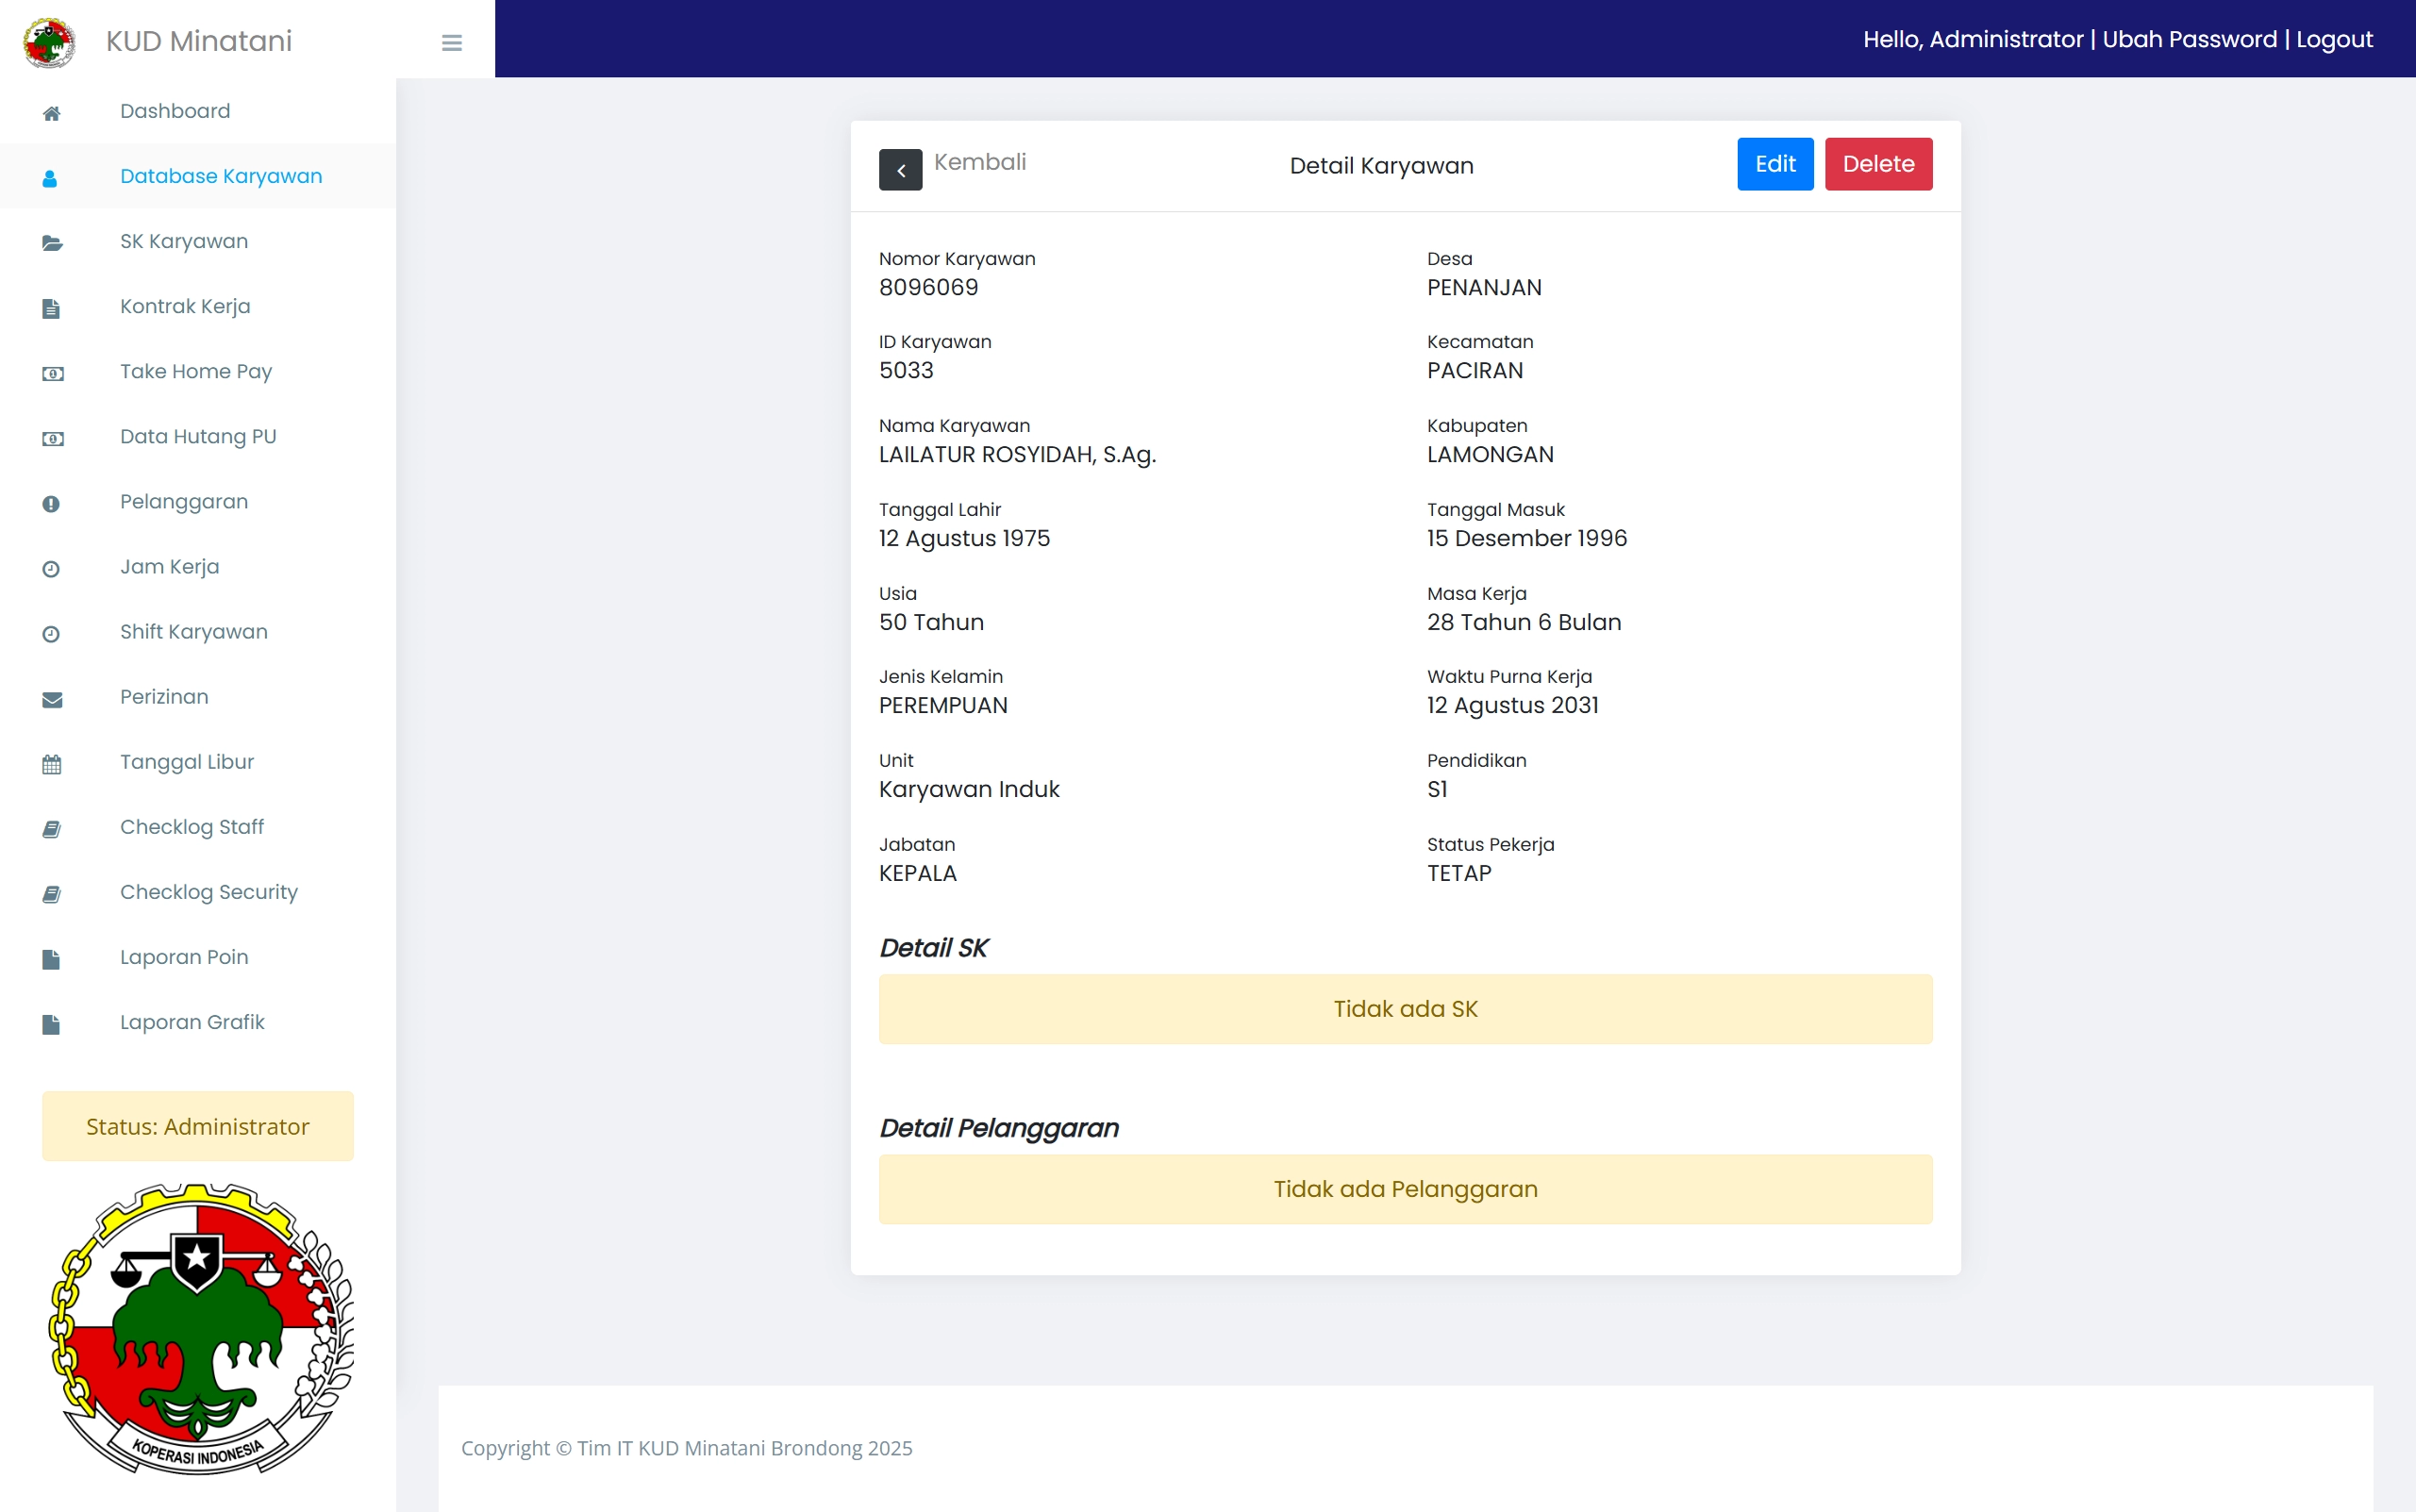 KUD Minatani
Hello, Administrator | Ubah Password | Logout
Dashboard
Database Karyawan
SK Karyawan
Kontrak Kerja
Take Home Pay
Data Hutang PU
Pelanggaran
Jam Kerja
Shift Karyawan
Perizinan
Tanggal Libur
Checklog Staff
Checklog Security
Laporan Poin
Laporan Grafik
Status: Administrator
KOPERASI INDONESIA
Kembali
Detail Karyawan
Edit
Delete
Nomor Karyawan
8096069
ID Karyawan
5033
Nama Karyawan
LAILATUR ROSYIDAH, S.Ag.
Tanggal Lahir
12 Agustus 1975
Usia
50 Tahun
Jenis Kelamin
PEREMPUAN
Unit
Karyawan Induk
Jabatan
KEPALA
Desa
PENANJAN
Kecamatan
PACIRAN
Kabupaten
LAMONGAN
Tanggal Masuk
15 Desember 1996
Masa Kerja
28 Tahun 6 Bulan
Waktu Purna Kerja
12 Agustus 2031
Pendidikan
S1
Status Pekerja
TETAP
Detail SK
Tidak ada SK
Detail Pelanggaran
Tidak ada Pelanggaran
Copyright © Tim IT KUD Minatani Brondong 2025